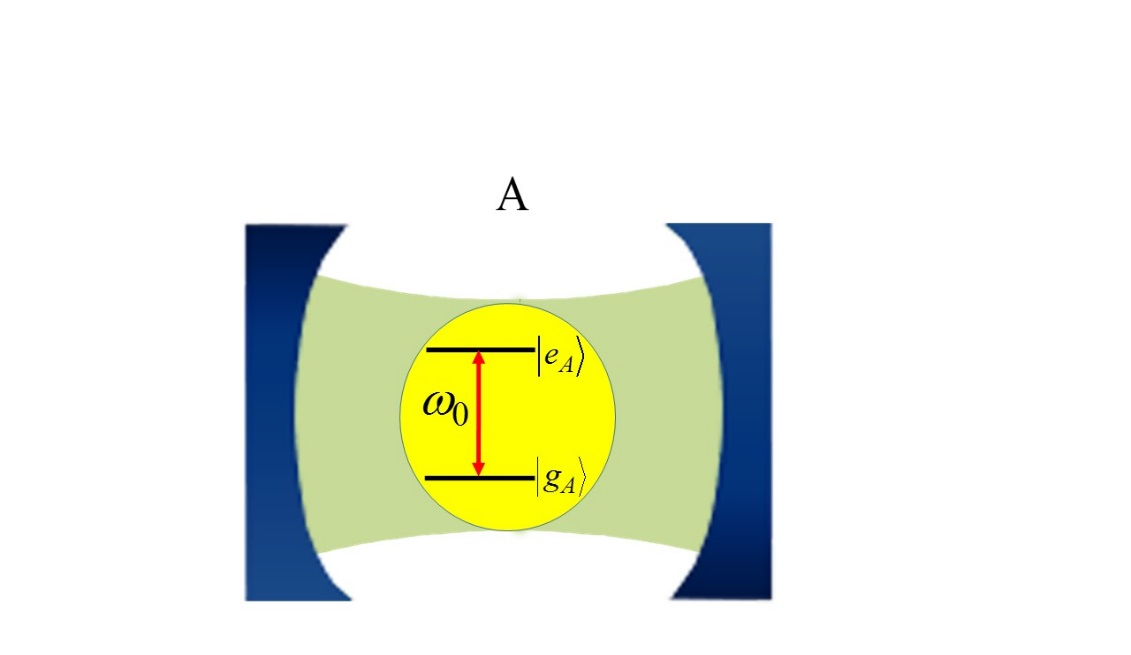 A
|e_A⟩
ω₀
|g_A⟩